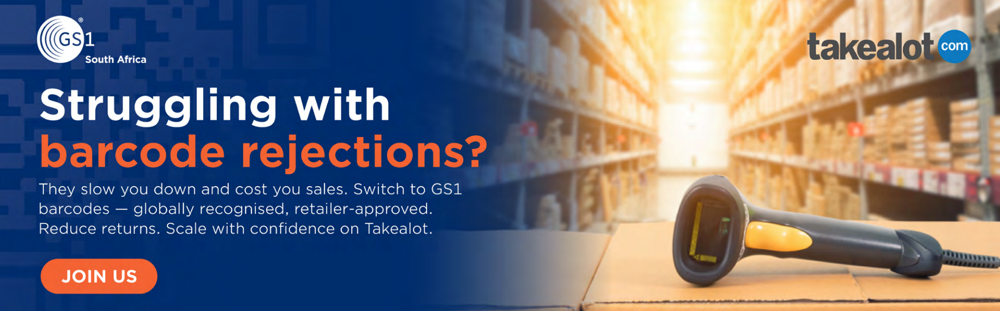 GS1®
South Africa
takealot com
Struggling with
barcode rejections?
They slow you down and cost you sales. Switch to GS1
barcodes — globally recognised, retailer-approved.
Reduce returns. Scale with confidence on Takealot.
JOIN US